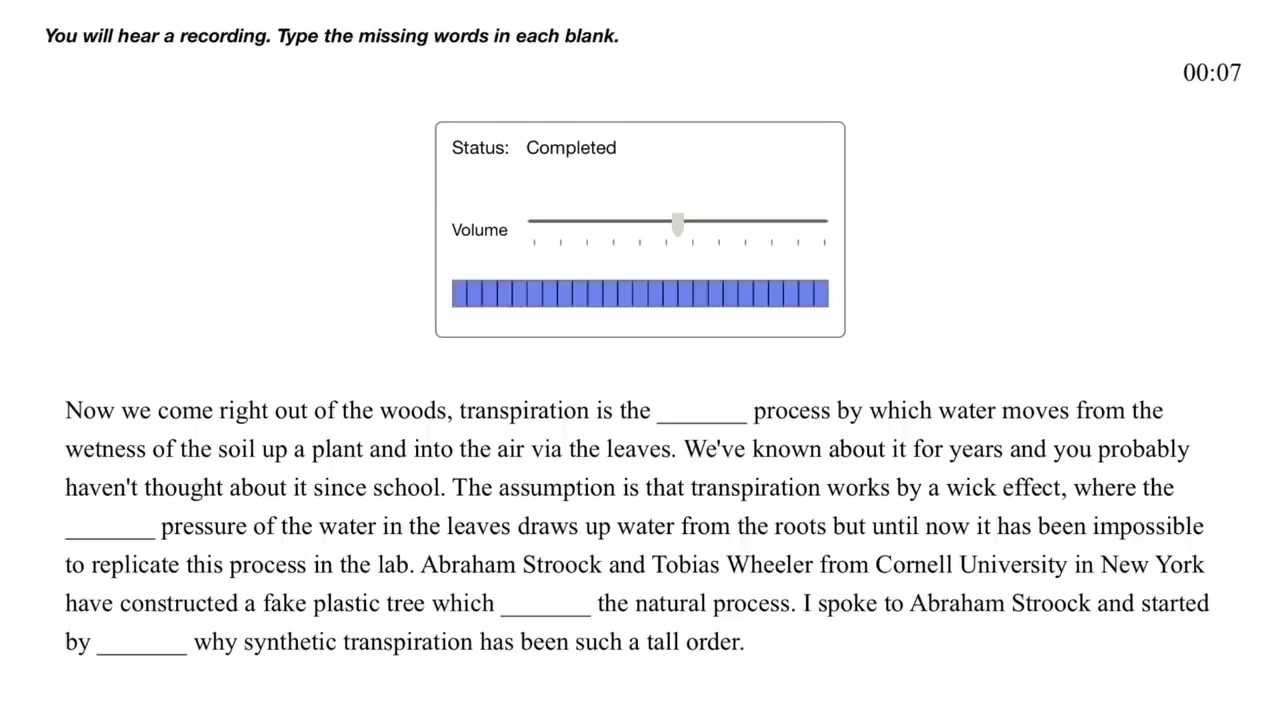 You will hear a recording. Type the missing words in each blank.
00:07
Status: Completed
Volume
Now we come right out of the woods, transpiration is the _______ process by which water moves from the
wetness of the soil up a plant and into the air via the leaves. We've known about it for years and you probably
haven't thought about it since school. The assumption is that transpiration works by a wick effect, where the
_______ pressure of the water in the leaves draws up water from the roots but until now it has been impossible
to replicate this process in the lab. Abraham Stroock and Tobias Wheeler from Cornell University in New York
have constructed a fake plastic tree which _______ the natural process. I spoke to Abraham Stroock and started
by _______ why synthetic transpiration has been such a tall order.